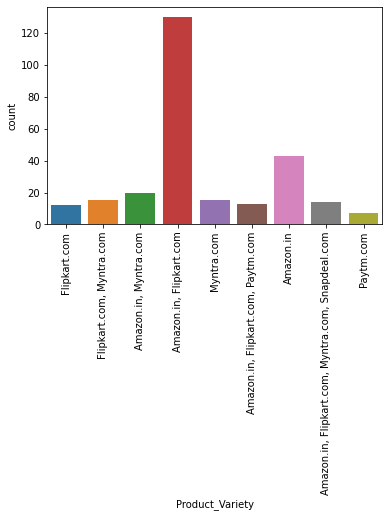 120
100
80
60
40
20
0
count
Flipkart.com
Flipkart.com, Myntra.com
Amazon.in, Myntra.com
Amazon.in, Flipkart.com
Myntra.com
Amazon.in, Flipkart.com, Paytm.com
Amazon.in
Amazon.in, Flipkart.com, Myntra.com, Snapdeal.com
Paytm.com
Product_Variety